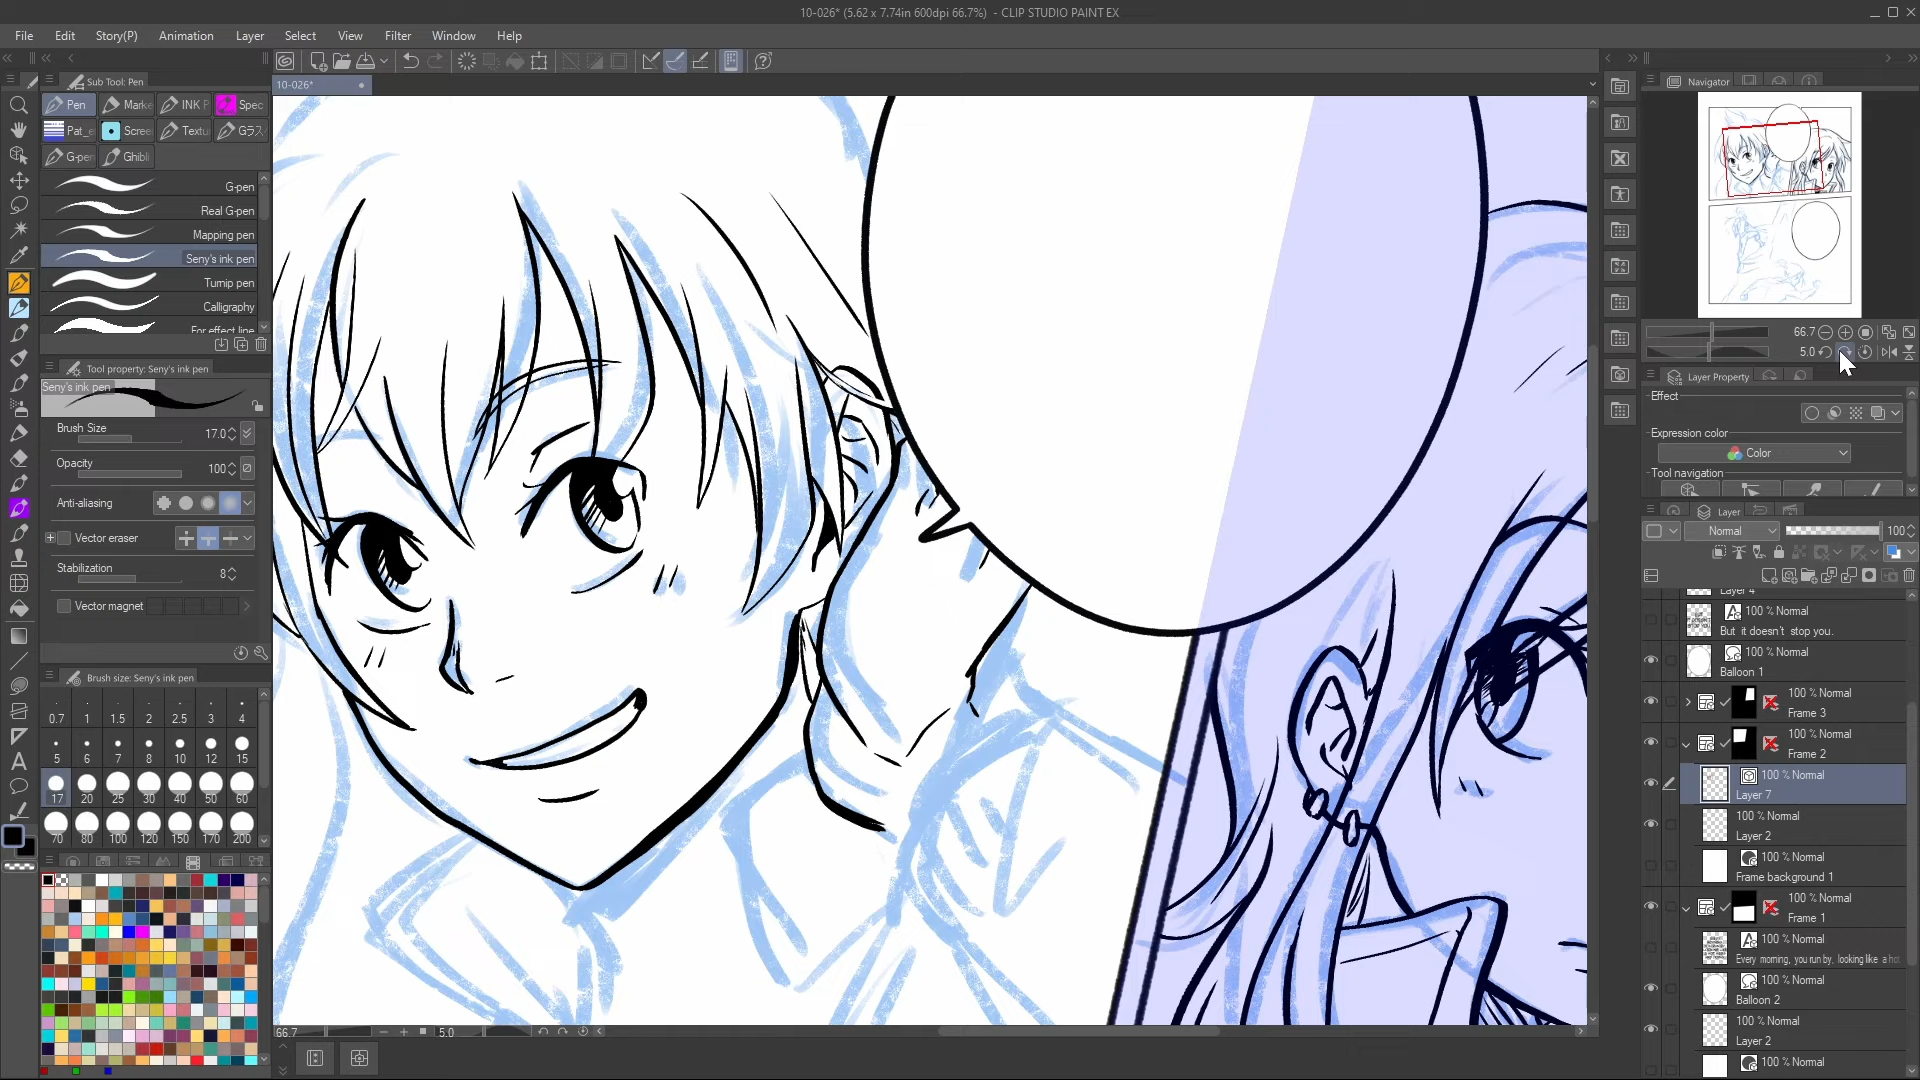 10-026* (5.62 x 7.74in 600dpi 66.7%) - CLIP STUDIO PAINT EX
File Edit Story(P) Animation Layer Select View Filter Window Help
Sub Tool: Pen
10-026*
Navigator
Pen Marke INK P Spec
Pat_e Scree Textu
G-pen Ghibli
G-pen
Real G-pen
Mapping pen
Seny's ink pen
Turnip pen
Calligraphy
For effect line
Tool property: Seny's ink pen
Seny's ink pen
Brush Size 17.0
Opacity 100
Anti-aliasing
Vector eraser
Stabilization 8
Vector magnet
Brush size: Seny's ink pen
0.7 1 1.5 2 2.5 3 4
5 6 7 8 10 12 15
17 20 25 30 40 50 60
70 80 100 120 150 170 200
66.7 5.0
66.7
5.0
Layer Property
Effect
Expression color
Color
Tool navigation
Layer
Normal 100
Layer 4
100 % Normal
But it doesn't stop you.
100 % Normal
Balloon 1
100 % Normal
Frame 3
100 % Normal
Frame 2
100 % Normal
Layer 7
100 % Normal
Layer 2
100 % Normal
Frame background 1
100 % Normal
Frame 1
100 % Normal
Every morning, you run by, looking like a hot
100 % Normal
Balloon 2
100 % Normal
Layer 2
100 % Normal